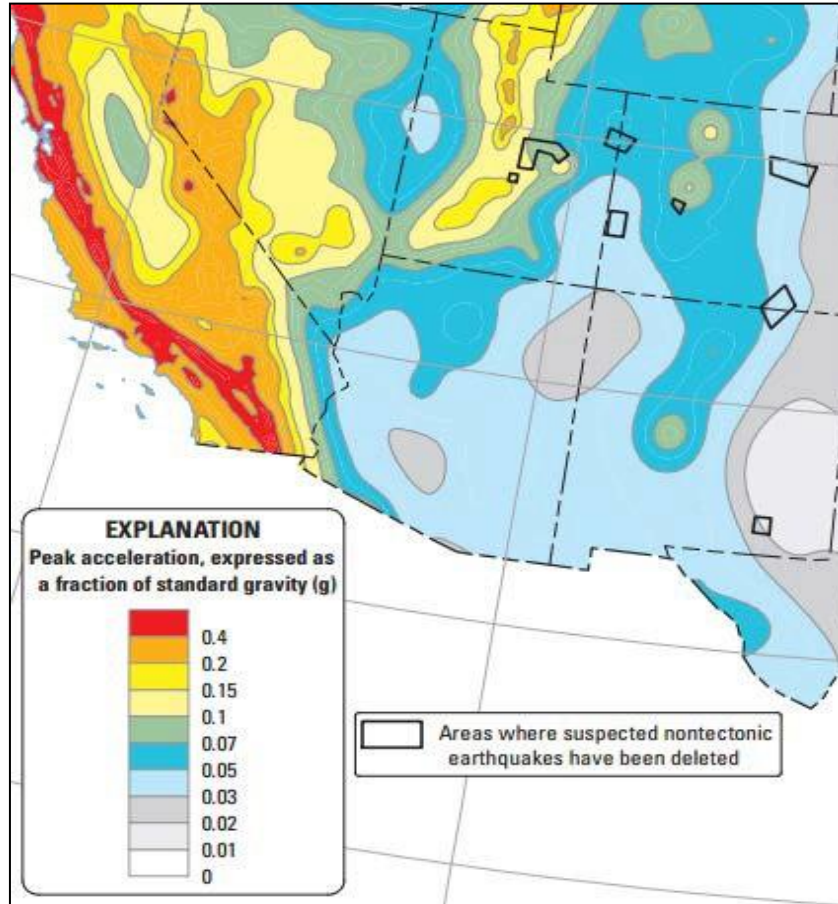 EXPLANATION
Peak acceleration, expressed as
a fraction of standard gravity (g)
0.4
0.2
0.15
0.1
0.07
0.05
0.03
0.02
0.01
0
Areas where suspected nontectonic
earthquakes have been deleted